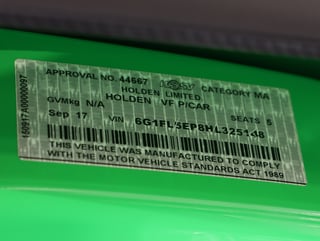 APPROVAL NO. 44667 CATEGORY MA
HOLDEN LIMITED
GVMkg N/A HOLDEN VF PICAR
SEATS 5
Sep 17 VIN 6G1FL5EP8HL325148
THIS VEHICLE WAS MANUFACTURED TO COMPLY
WITH THE MOTOR VEHICLE STANDARDS ACT 1989